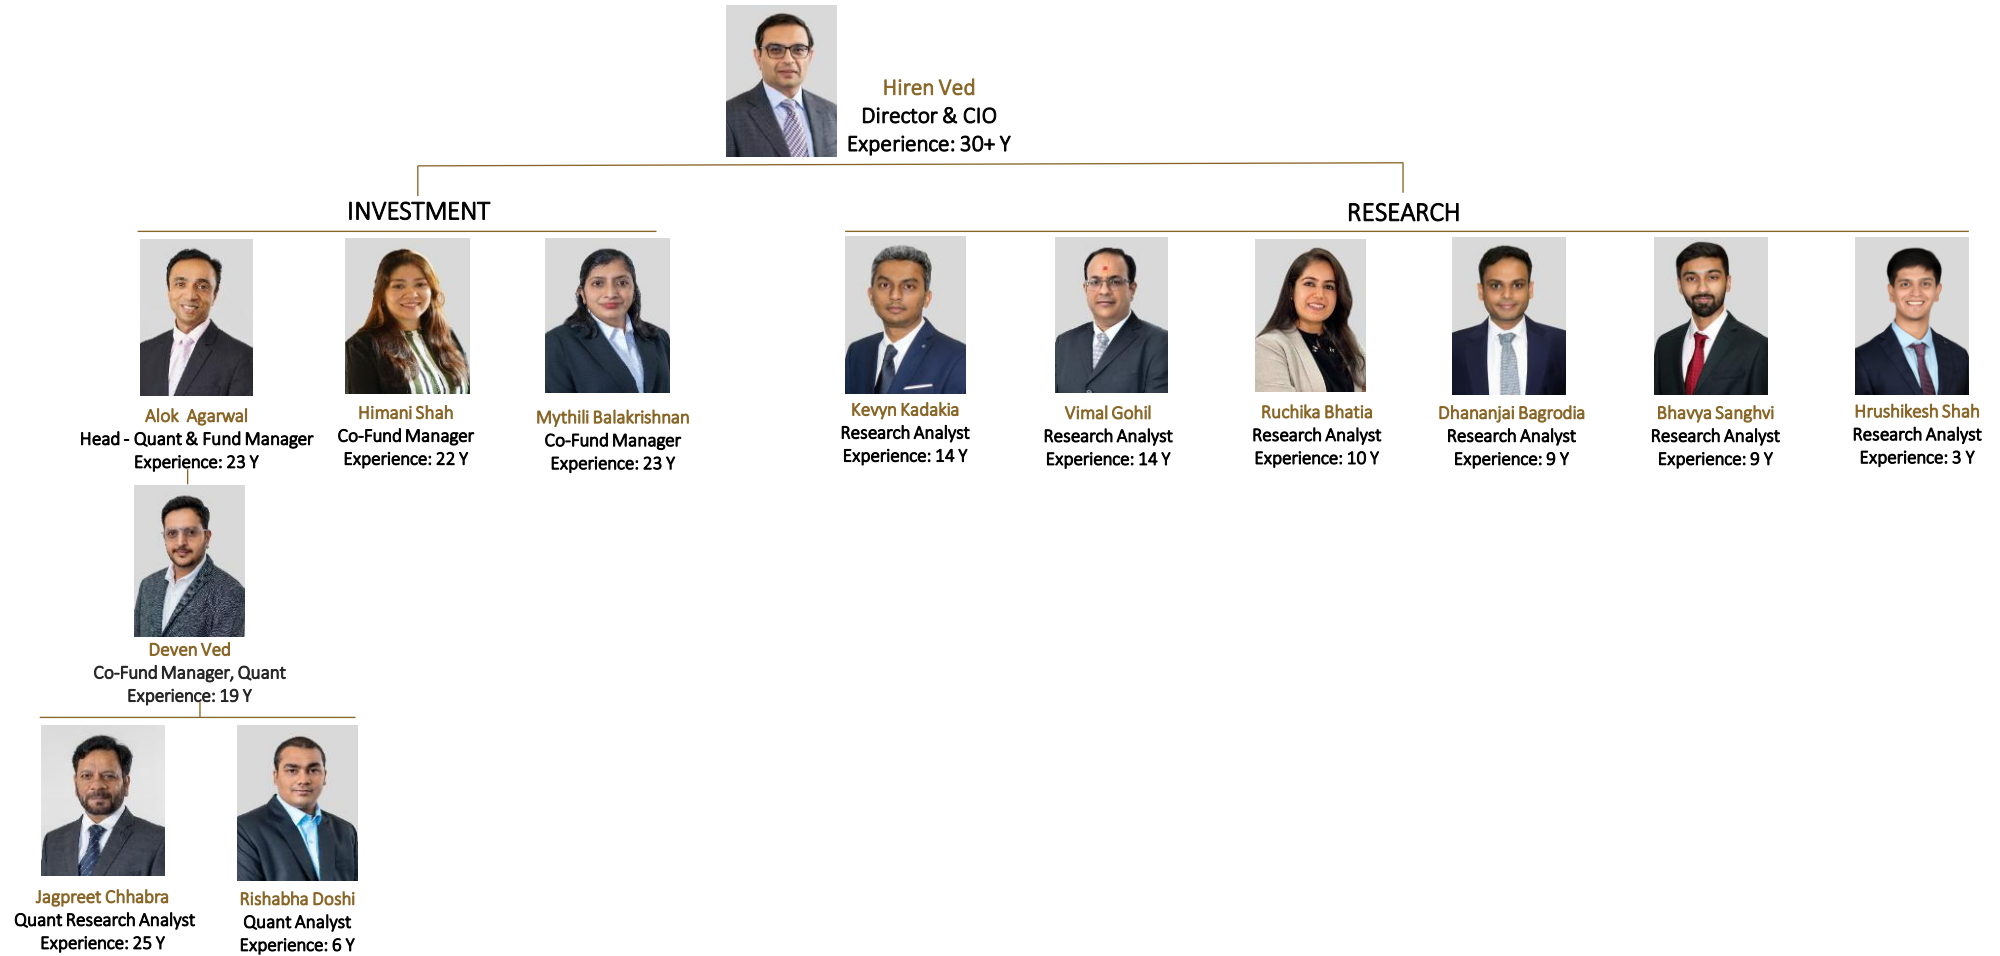 Hiren Ved
Director & CIO
Experience: 30+ Y
INVESTMENT
RESEARCH
Alok Agarwal
Head - Quant & Fund Manager
Experience: 23 Y
Himani Shah
Co-Fund Manager
Experience: 22 Y
Mythili Balakrishnan
Co-Fund Manager
Experience: 23 Y
Kevyn Kadakia
Research Analyst
Experience: 14 Y
Vimal Gohil
Research Analyst
Experience: 14 Y
Ruchika Bhatia
Research Analyst
Experience: 10 Y
Dhananjai Bagrodia
Research Analyst
Experience: 9 Y
Bhavya Sanghvi
Research Analyst
Experience: 9 Y
Hrushikesh Shah
Research Analyst
Experience: 3 Y
Deven Ved
Co-Fund Manager, Quant
Experience: 19 Y
Jagpreet Chhabra
Quant Research Analyst
Experience: 25 Y
Rishabha Doshi
Quant Analyst
Experience: 6 Y